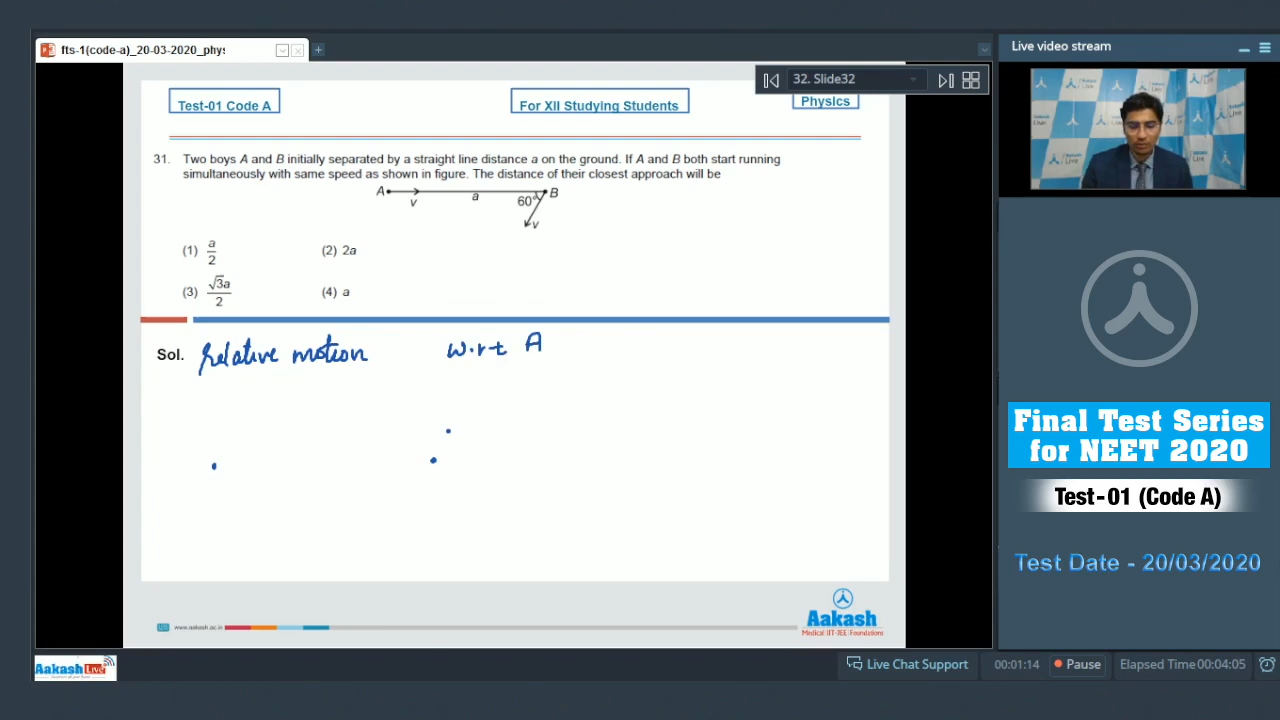 fts-1(code-a)_20-03-2020_phys
Live video stream
32. Slide32
Test-01 Code A
For XII Studying Students
Physics
31. Two boys A and B initially separated by a straight line distance a on the ground. If A and B both start running
simultaneously with same speed as shown in figure. The distance of their closest approach will be
A v a 60° B
v
(1) a/2 (2) 2a
(3) √3a/2 (4) a
Sol. Relative motion w.r.t A
Final Test Series
for NEET 2020
Test-01 (Code A)
Test Date - 20/03/2020
www.aakash.ac.in
Aakash
Medical | IIT-JEE | Foundations
Aakash Live
Live Chat Support
00:01:14
Pause
Elapsed Time 00:04:05